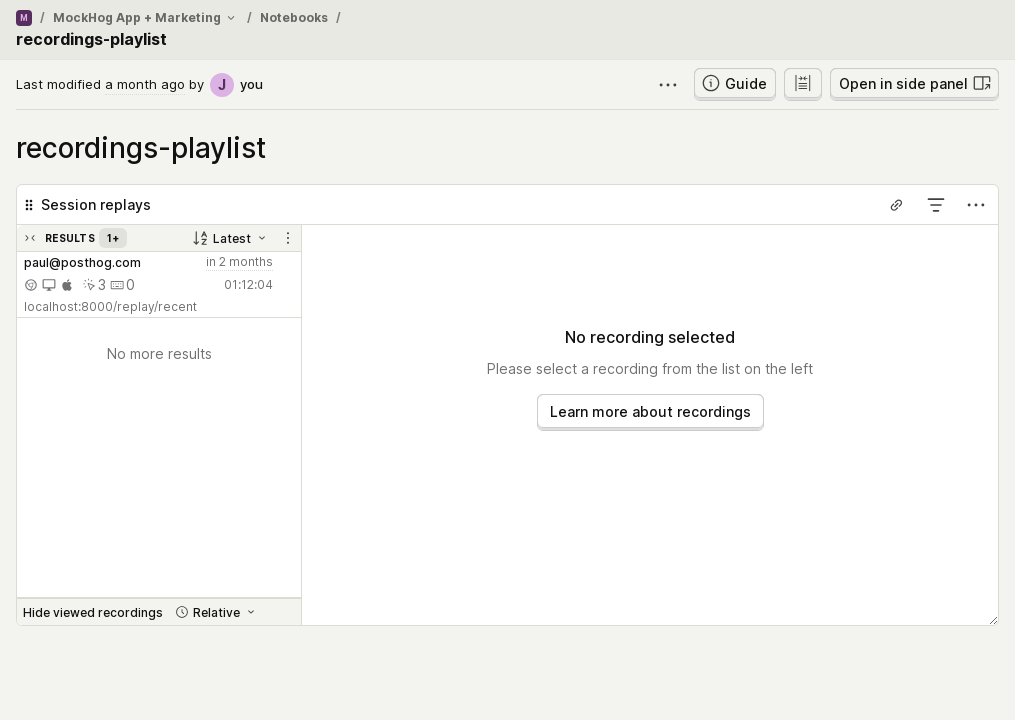 M / MockHog App + Marketing / Notebooks /
recordings-playlist
Last modified a month ago by J you
Guide
Open in side panel
recordings-playlist
Session replays
RESULTS 1+
Latest
paul@posthog.com in 2 months
3 0 01:12:04
localhost:8000/replay/recent
No more results
No recording selected
Please select a recording from the list on the left
Learn more about recordings
Hide viewed recordings Relative